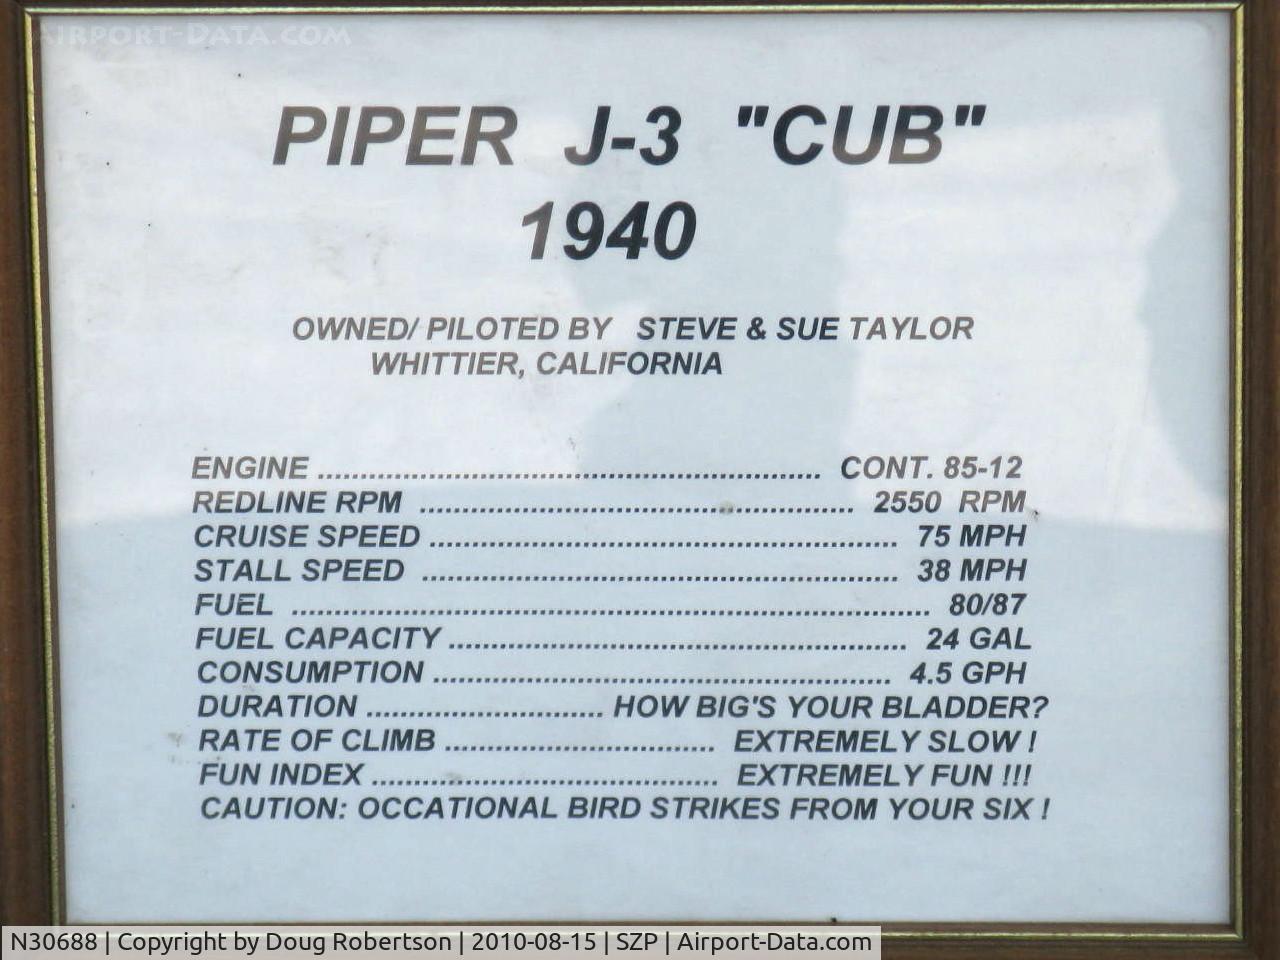 AIRPORT-DATA.COM
PIPER J-3 "CUB"
1940
OWNED/ PILOTED BY STEVE & SUE TAYLOR
WHITTIER, CALIFORNIA
ENGINE ............................................................ CONT. 85-12
REDLINE RPM .................................................... 2550 RPM
CRUISE SPEED ........................................................ 75 MPH
STALL SPEED ......................................................... 38 MPH
FUEL ............................................................................ 80/87
FUEL CAPACITY ....................................................... 24 GAL
CONSUMPTION ....................................................... 4.5 GPH
DURATION ............................ HOW BIG'S YOUR BLADDER?
RATE OF CLIMB ................................ EXTREMELY SLOW !
FUN INDEX ......................................... EXTREMELY FUN !!!
CAUTION: OCCATIONAL BIRD STRIKES FROM YOUR SIX !
N30688 | Copyright by Doug Robertson | 2010-08-15 | SZP | Airport-Data.com